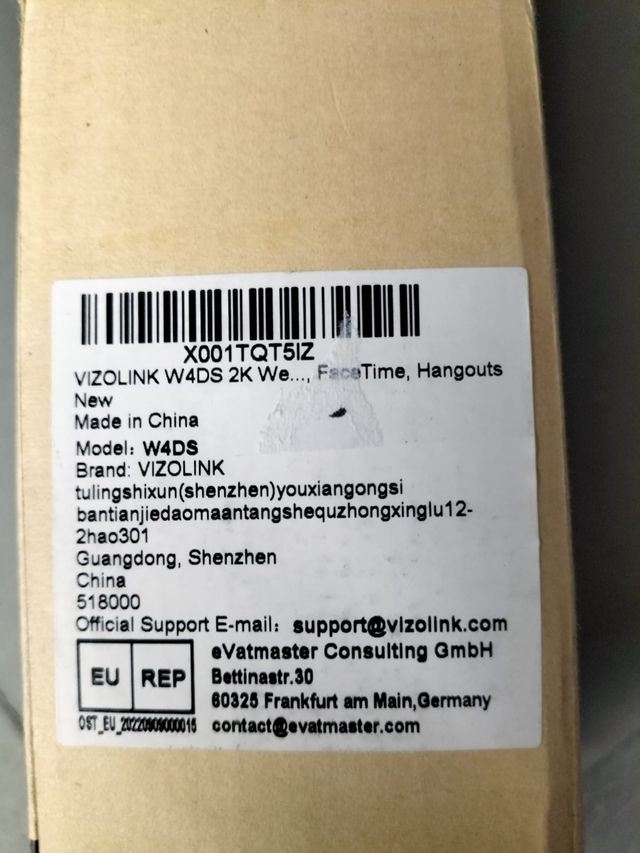 X001TQT5IZ
VIZOLINK W4DS 2K We..., FaceTime, Hangouts
New
Made in China
Model: W4DS
Brand: VIZOLINK
tulingshixun(shenzhen)youxiangongsi
bantianjiedaomaantangshequzhongxinglu12-
2hao301
Guangdong, Shenzhen
China
518000
Official Support E-mail: support@vizolink.com
EU REP
eVatmaster Consulting GmbH
Bettinastr.30
60325 Frankfurt am Main,Germany
OST_EU_20220909000015 contact@evatmaster.com